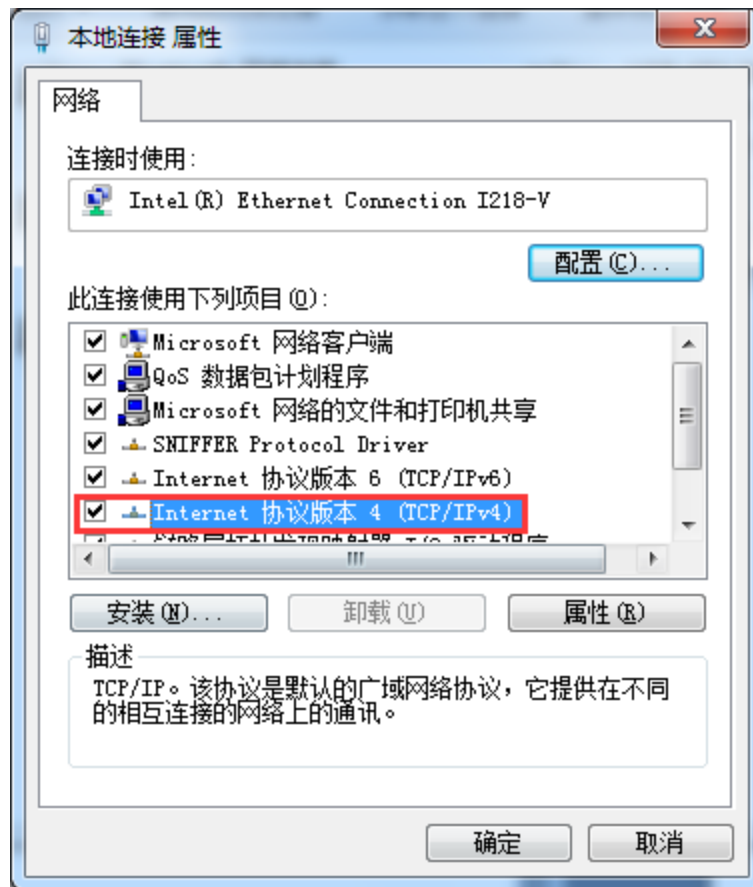 本地连接 属性
网络
连接时使用:
Intel(R) Ethernet Connection I218-V
配置(C)...
此连接使用下列项目(O):
Microsoft 网络客户端
QoS 数据包计划程序
Microsoft 网络的文件和打印机共享
SNIFFER Protocol Driver
Internet 协议版本 6 (TCP/IPv6)
Internet 协议版本 4 (TCP/IPv4)
安装(N)...
卸载(U)
属性(R)
描述
TCP/IP。该协议是默认的广域网络协议，它提供在不同
的相互连接的网络上的通讯。
确定
取消